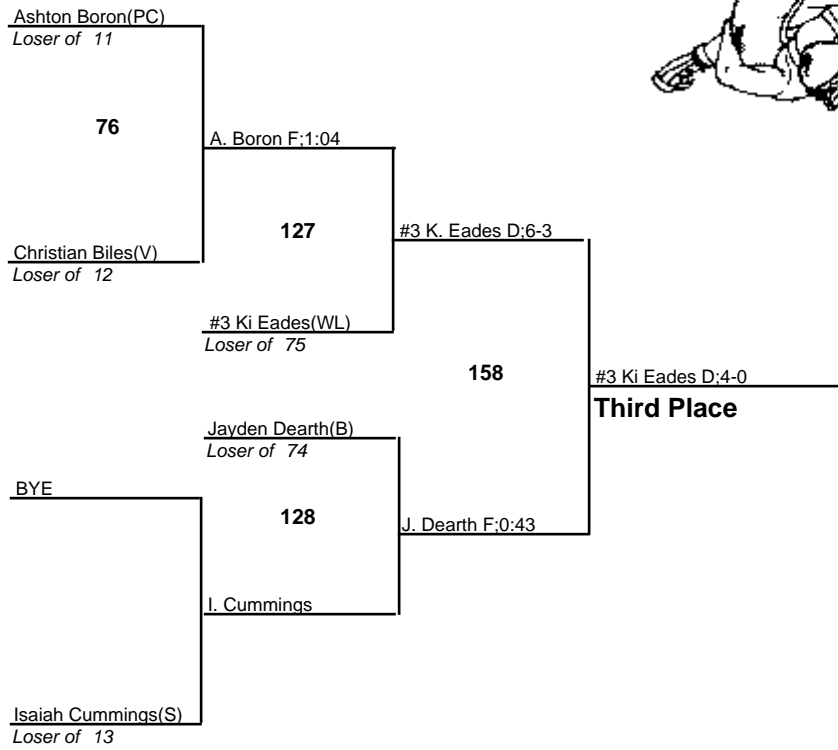 Ashton Boron(PC)
Loser of 11
76
A. Boron F;1:04
127
#3 K. Eades D;6-3
Christian Biles(V)
Loser of 12
#3 Ki Eades(WL)
Loser of 75
158
#3 Ki Eades D;4-0
Third Place
Jayden Dearth(B)
Loser of 74
BYE
128
J. Dearth F;0:43
I. Cummings
Isaiah Cummings(S)
Loser of 13